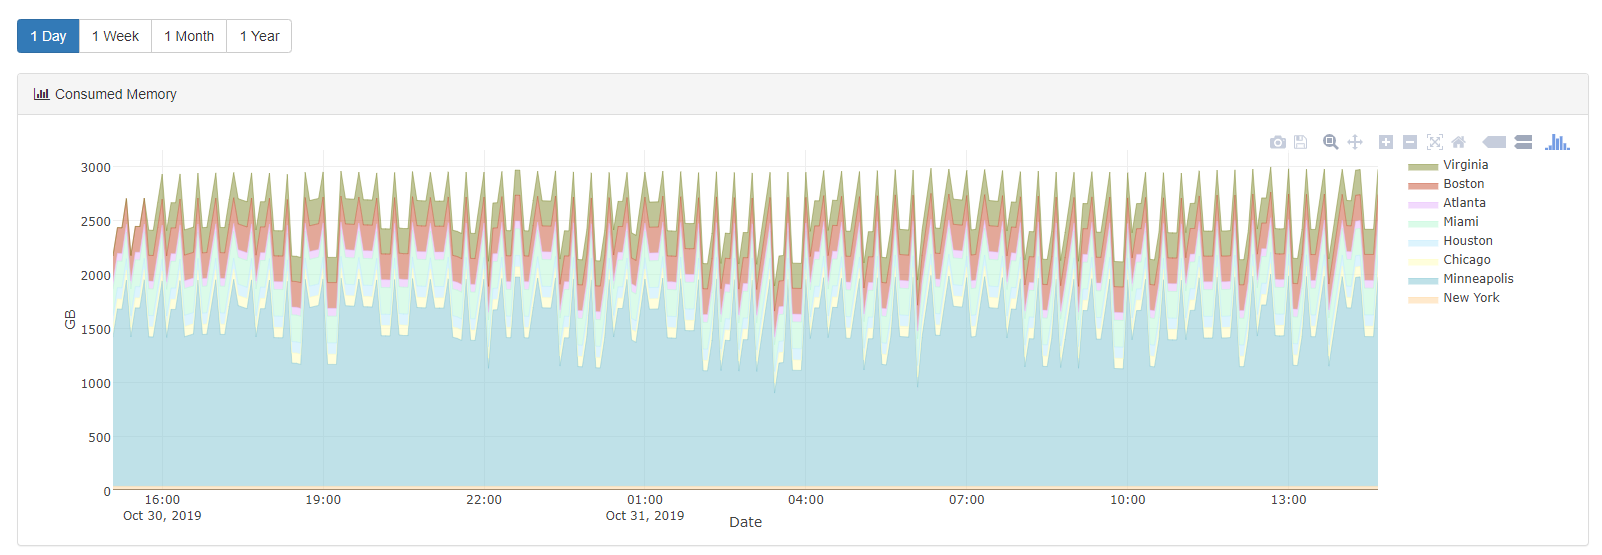 1 Day 1 Week 1 Month 1 Year
Consumed Memory
3000
2500
2000
1500
1000
500
0
GB
16:00 19:00 22:00 01:00 04:00 07:00 10:00 13:00
Oct 30, 2019 Oct 31, 2019
Date
Virginia
Boston
Atlanta
Miami
Houston
Chicago
Minneapolis
New York